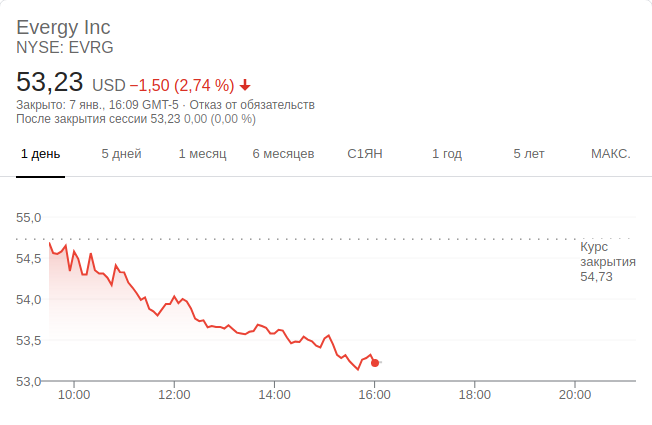 Evergy Inc
NYSE: EVRG
53,23 USD −1,50 (2,74 %)
Закрыто: 7 янв., 16:09 GMT-5 · Отказ от обязательств
После закрытия сессии 53,23 0,00 (0,00 %)
1 день 5 дней 1 месяц 6 месяцев С1ЯН 1 год 5 лет МАКС.
55,0
Курс
закрытия
54,73
54,5
54,0
53,5
53,0
10:00 12:00 14:00 16:00 18:00 20:00